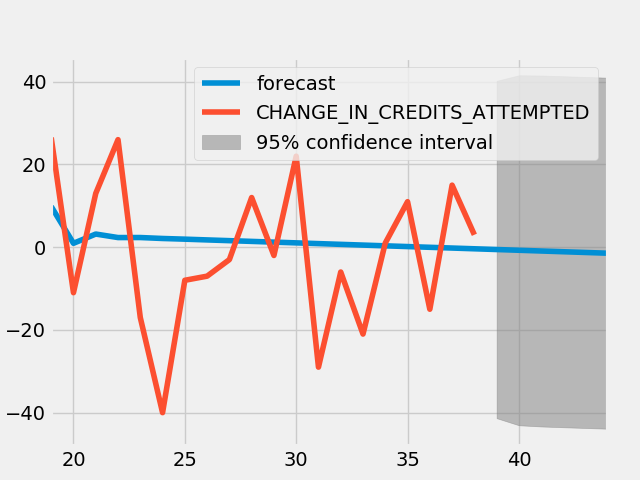 forecast
CHANGE_IN_CREDITS_ATTEMPTED
95% confidence interval
40
20
0
−20
−40
20 25 30 35 40